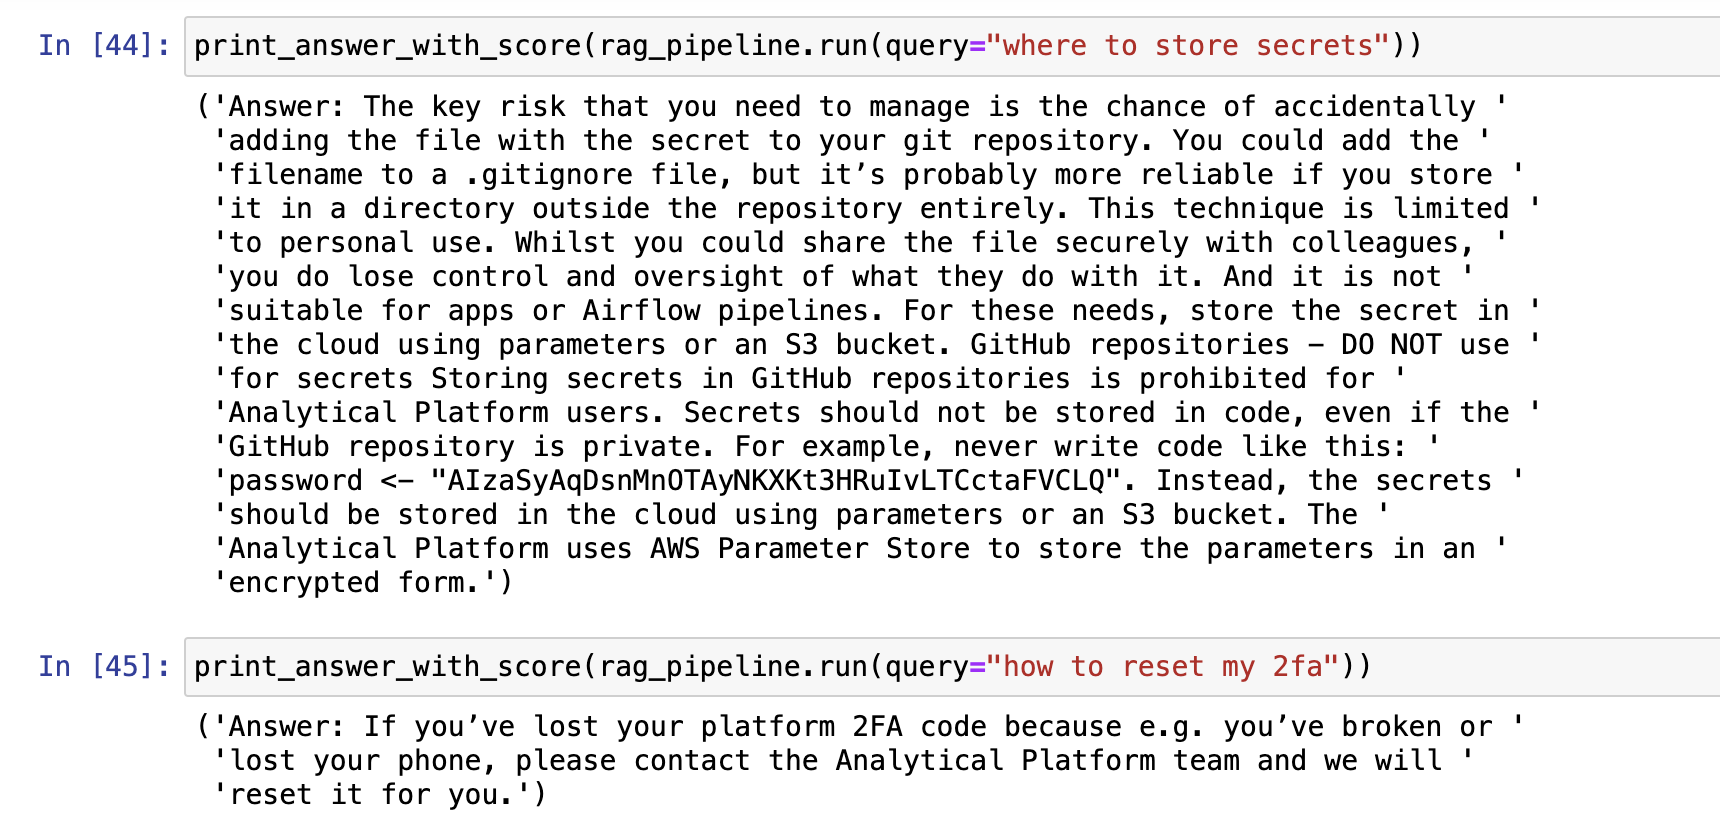 In [44]: print_answer_with_score(rag_pipeline.run(query="where to store secrets"))
('Answer: The key risk that you need to manage is the chance of accidentally '
'adding the file with the secret to your git repository. You could add the '
'filename to a .gitignore file, but it’s probably more reliable if you store '
'it in a directory outside the repository entirely. This technique is limited '
'to personal use. Whilst you could share the file securely with colleagues, '
'you do lose control and oversight of what they do with it. And it is not '
'suitable for apps or Airflow pipelines. For these needs, store the secret in '
'the cloud using parameters or an S3 bucket. GitHub repositories – DO NOT use '
'for secrets Storing secrets in GitHub repositories is prohibited for '
'Analytical Platform users. Secrets should not be stored in code, even if the '
'GitHub repository is private. For example, never write code like this: '
'password <- "AIzaSyAqDsnMnOTAyNKXKt3HRuIvLTCctaFVCLQ". Instead, the secrets '
'should be stored in the cloud using parameters or an S3 bucket. The '
'Analytical Platform uses AWS Parameter Store to store the parameters in an '
'encrypted form.')
In [45]: print_answer_with_score(rag_pipeline.run(query="how to reset my 2fa"))
('Answer: If you’ve lost your platform 2FA code because e.g. you’ve broken or '
'lost your phone, please contact the Analytical Platform team and we will '
'reset it for you.')